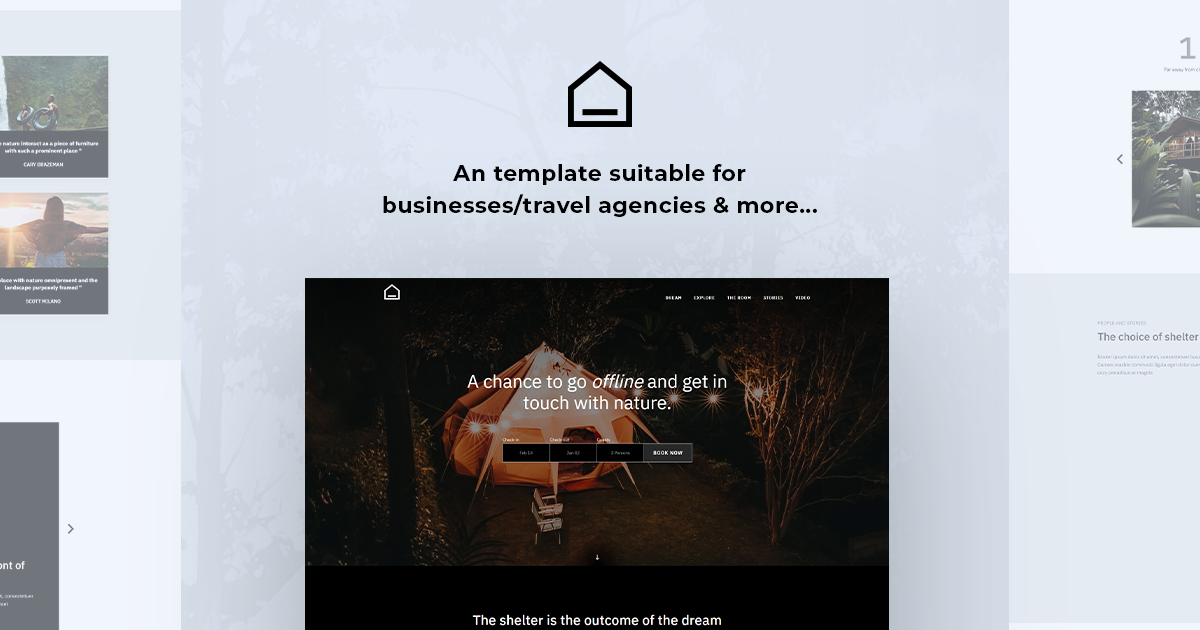 An template suitable for
businesses/travel agencies & more...
DREAM EXPLORE THE ROOM STORIES VIDEO
A chance to go offline and get in
touch with nature.
Check in Check out Guests
Feb 18 Jan 02 2 Persons BOOK NOW
The shelter is the outcome of the dream
nature interact as a piece of furniture
with such a prominent place "
CARY BRAZEMAN
place with nature omnipresent and the
landscape purposely framed "
SCOTT MILANO
ont of
consectetuer
1
Far away from
PEOPLE AND STORIES
The choice of shelter